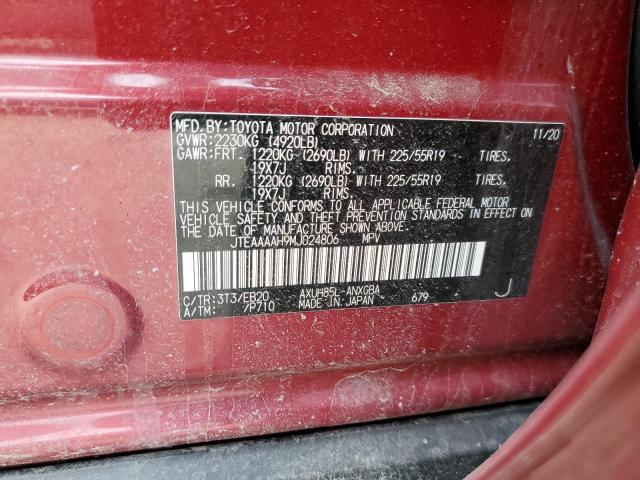 MFD. BY: TOYOTA MOTOR CORPORATION 11/20
GVWR: 2230KG (4920LB)
GAWR: FRT. 1220KG (2690LB) WITH 225/55R19 TIRES.
19X7J RIMS.
RR. 1220KG (2690LB) WITH 225/55R19 TIRES.
19X7J RIMS.
THIS VEHICLE CONFORMS TO ALL APPLICABLE FEDERAL MOTOR
VEHICLE SAFETY AND THEFT PREVENTION STANDARDS IN EFFECT ON
THE DATE OF MANUFACTURE SHOWN ABOVE.
JTEAAAAH9MJ024806 MPV
C/TR: 3T3/EB20 AXUH85L-ANXGBA J
A/TM: /P710 MADE IN JAPAN 679